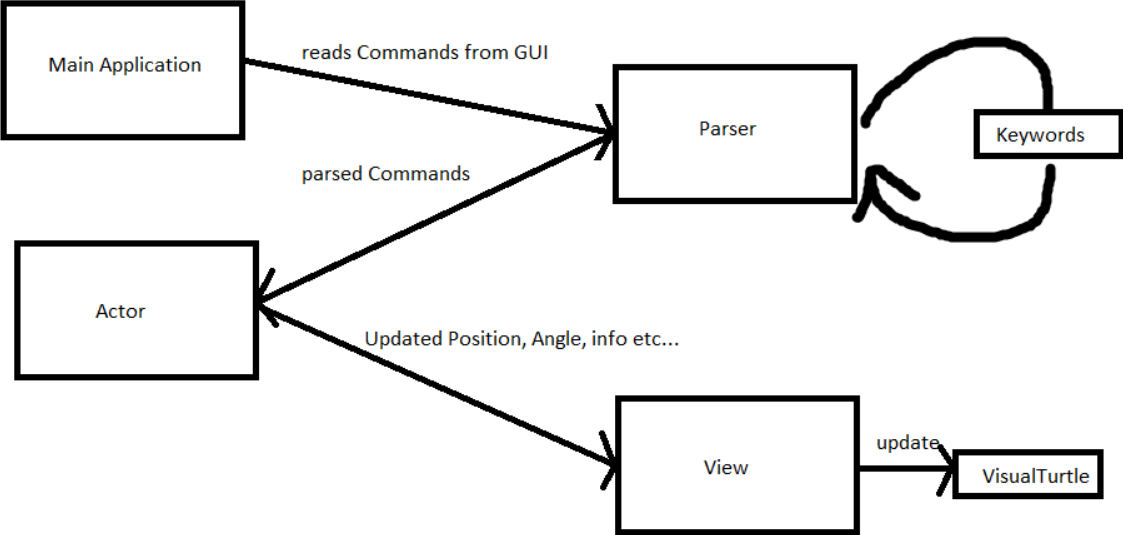 Main Application
reads Commands from GUI
Parser
Keywords
parsed Commands
Actor
Updated Position, Angle, info etc...
View
update
VisualTurtle